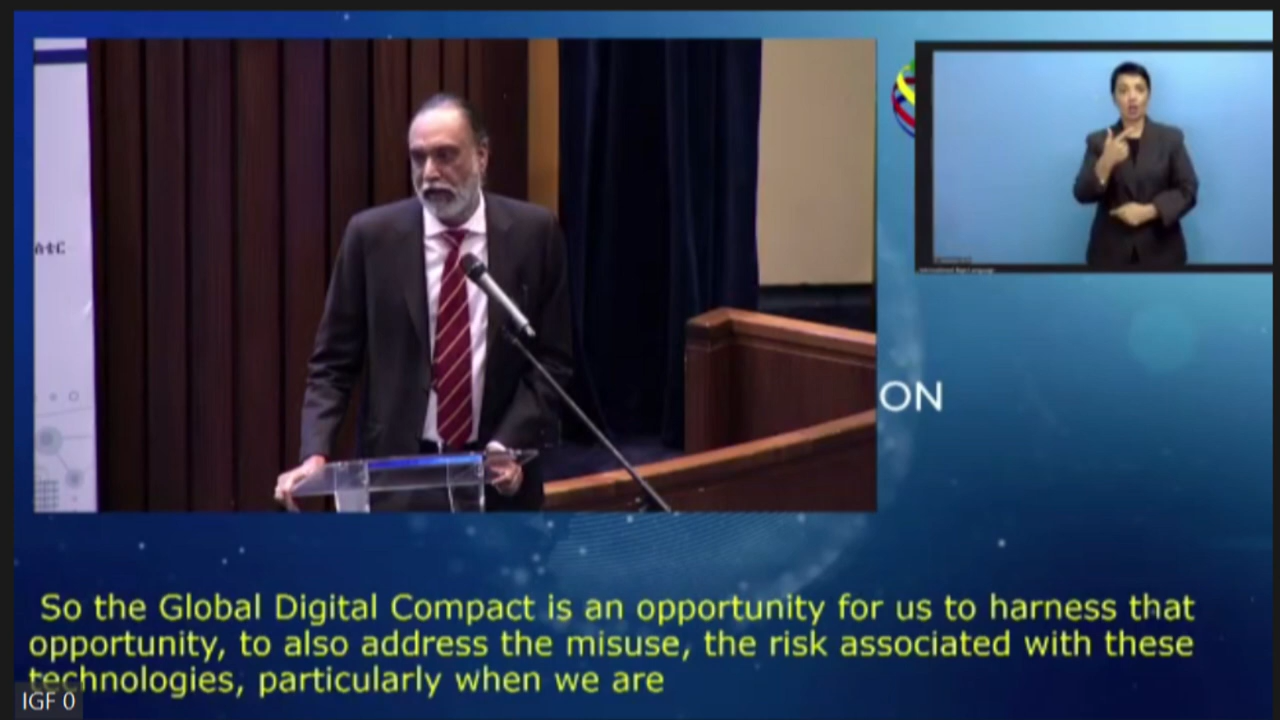 ስቲር
ON
So the Global Digital Compact is an opportunity for us to harness that
opportunity, to also address the misuse, the risk associated with these
technologies, particularly when we are
IGF 0